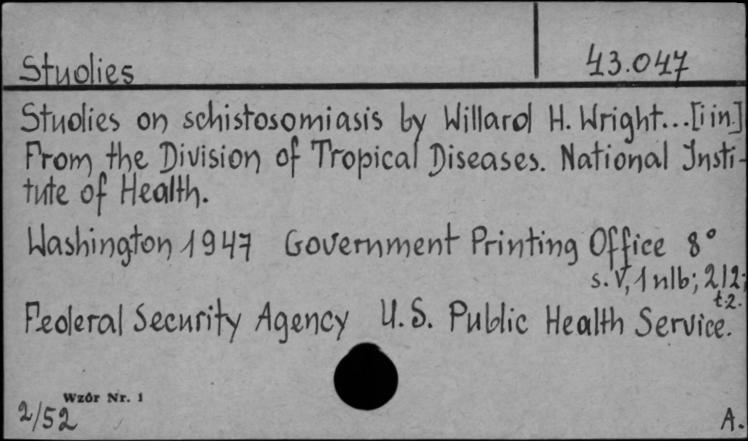 Studies 43.047
Studies on schistosomiasis by Willard H. Wright...[i in.]
From the Division of Tropical Diseases. National Insti-
tute of Health.
Washington 1947 Government Printing Office 8°
s. V, 1 nlb; 212;
t.2.
Federal Security Agency U.S. Public Health Service.
Wzór Nr. 1
2/52 A.